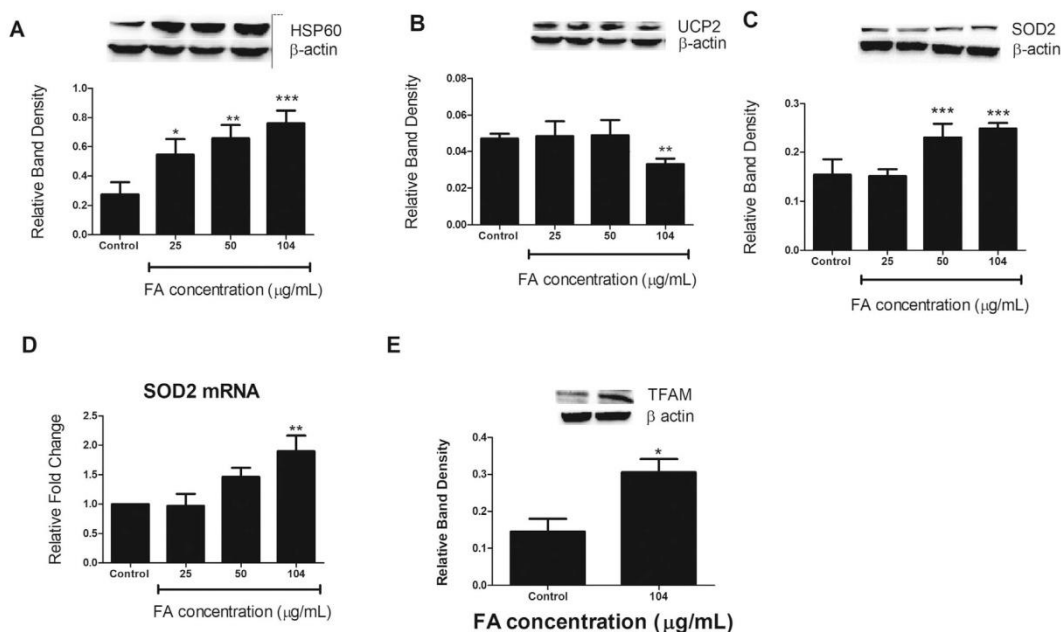 A
HSP60
β-actin
Relative Band Density
1.0
0.8
0.6
0.4
0.2
0.0
*
**
***
Control 25 50 104
FA concentration (μg/mL)
B
UCP2
β-actin
Relative Band Density
0.08
0.06
0.04
0.02
0.00
**
Control 25 50 104
FA concentration (μg/mL)
C
SOD2
β-actin
Relative Band Density
0.3
0.2
0.1
0.0
***
***
Control 25 50 104
FA concentration (μg/mL)
D
SOD2 mRNA
Relative Fold Change
2.5
2.0
1.5
1.0
0.5
0.0
**
Control 25 50 104
FA concentration (μg/mL)
E
TFAM
β actin
Relative Band Density
0.4
0.3
0.2
0.1
0.0
*
Control 104
FA concentration (μg/mL)